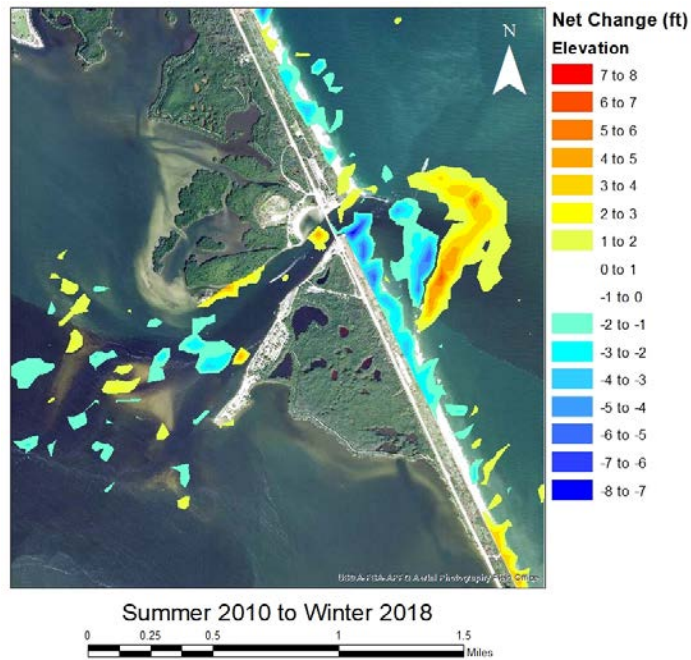 Net Change (ft)
Elevation
N
7 to 8
6 to 7
5 to 6
4 to 5
3 to 4
2 to 3
1 to 2
0 to 1
-1 to 0
-2 to -1
-3 to -2
-4 to -3
-5 to -4
-6 to -5
-7 to -6
-8 to -7
Aerial Photography Office
Summer 2010 to Winter 2018
0 0.25 0.5 1 1.5
Miles